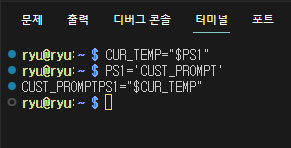 문제 출력 디버그 콘솔 터미널 포트
ryu@ryu:~ $ CUR_TEMP="$PS1"
ryu@ryu:~ $ PS1='CUST_PROMPT'
CUST_PROMPTPS1="$CUR_TEMP"
ryu@ryu:~ $